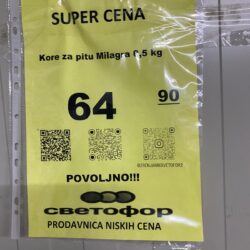 SUPER CENA
Kore za pitu Milagra 0,5 kg
64 90
POVOLJNO!!!
СВЕТОФОР
PRODAVNICA NISKIH CENA